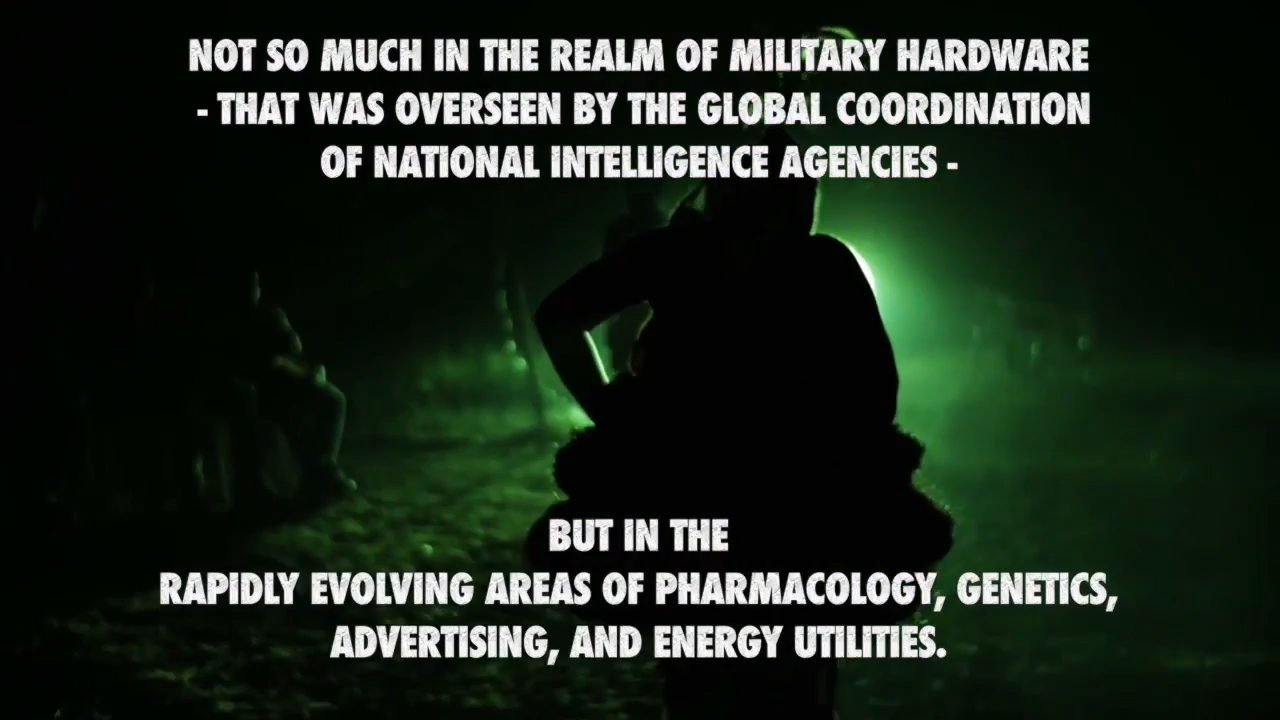 NOT SO MUCH IN THE REALM OF MILITARY HARDWARE
- THAT WAS OVERSEEN BY THE GLOBAL COORDINATION
OF NATIONAL INTELLIGENCE AGENCIES -
BUT IN THE
RAPIDLY EVOLVING AREAS OF PHARMACOLOGY, GENETICS,
ADVERTISING, AND ENERGY UTILITIES.